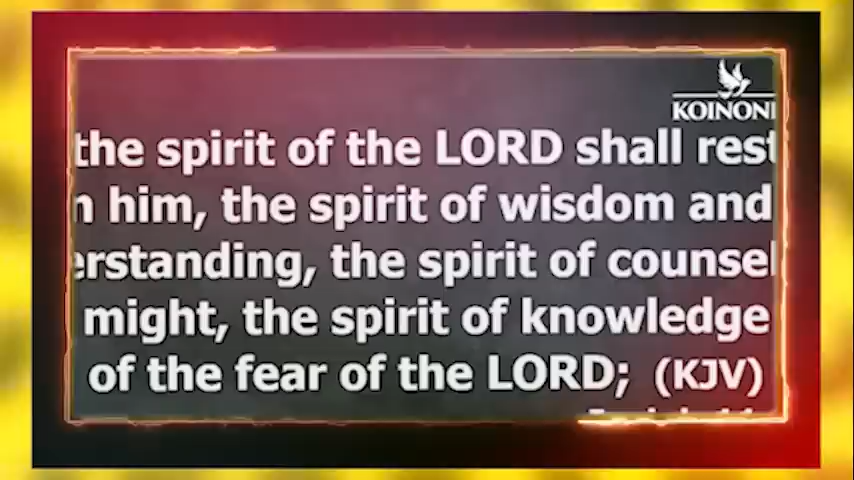 KOINONI
the spirit of the LORD shall rest
n him, the spirit of wisdom and
erstanding, the spirit of counsel
might, the spirit of knowledge
of the fear of the LORD; (KJV)